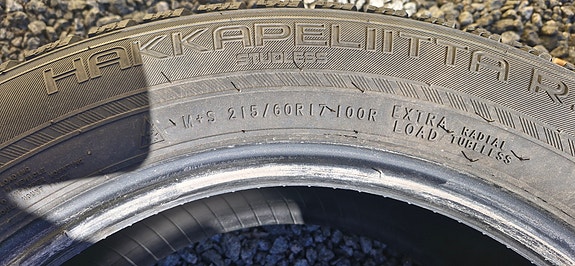 HAKKAPELIITTA R
STUDLESS
M+S 215/60R17 100R EXTRA LOAD RADIAL TUBELESS